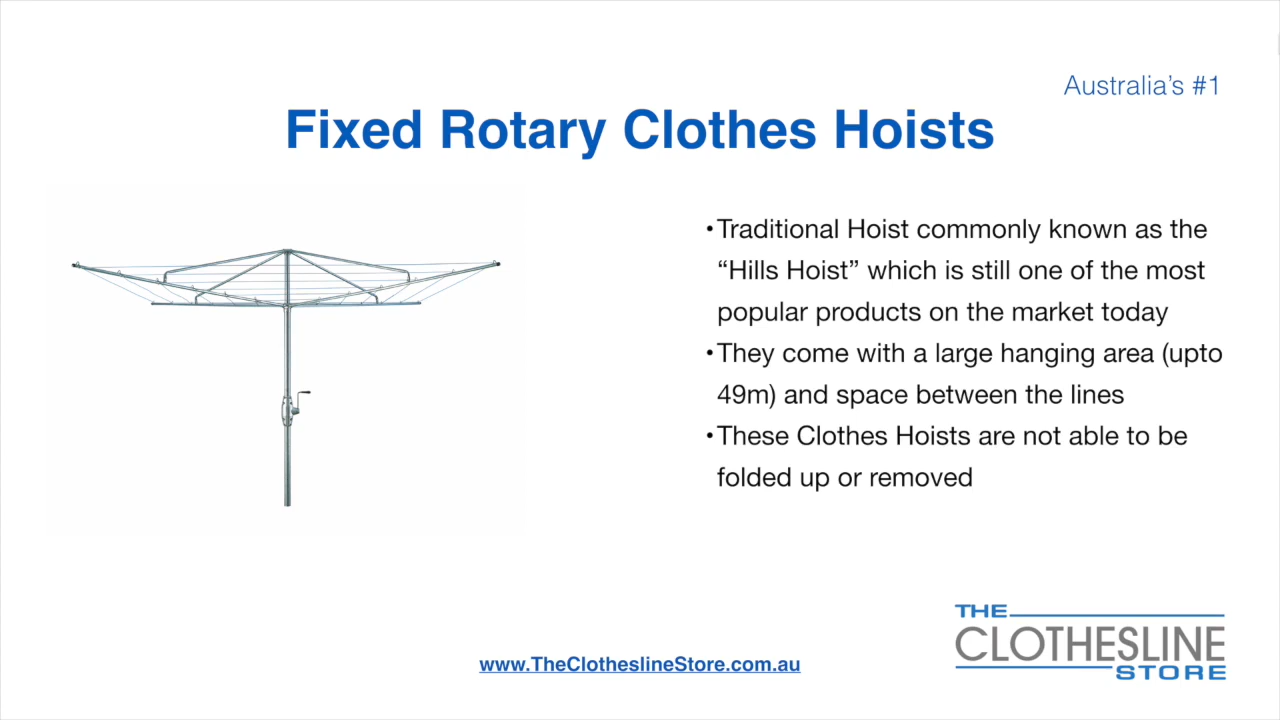 Australia's #1
Fixed Rotary Clothes Hoists
•Traditional Hoist commonly known as the
“Hills Hoist” which is still one of the most
popular products on the market today
•They come with a large hanging area (upto
49m) and space between the lines
•These Clothes Hoists are not able to be
folded up or removed
THE
CLOTHESLINE
STORE
www.TheClotheslineStore.com.au